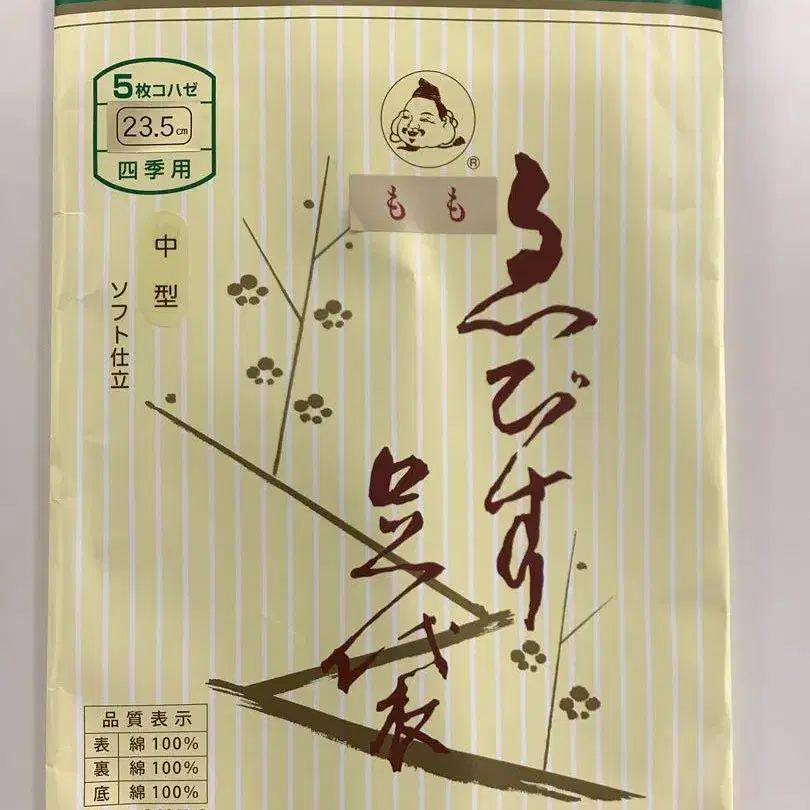 5枚コハゼ
23.5cm
四季用
®
もも
中型
ソフト仕立
ゑびす
足袋
品質表示
表 綿100%
裏 綿100%
底 綿100%